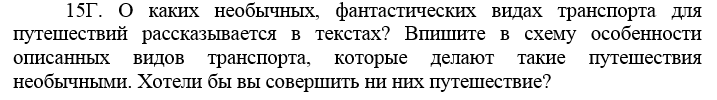 15Г. О каких необычных, фантастических видах транспорта для
путешествий рассказывается в текстах? Впишите в схему особенности
описанных видов транспорта, которые делают такие путешествия
необычными. Хотели бы вы совершить ни них путешествие?